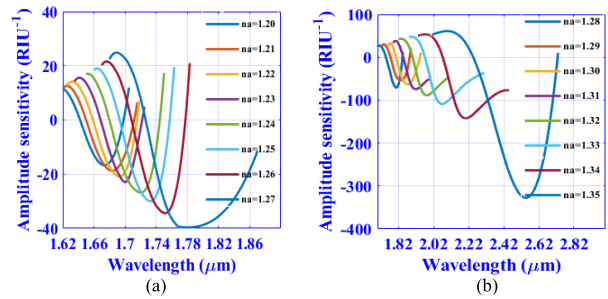 (a)
Amplitude sensitivity (RIU⁻¹)
40
20
0
-20
-40
40
1.62 1.66 1.7 1.74 1.78 1.82 1.86
Wavelength (μm)
na=1.20
na=1.21
na=1.22
na=1.23
na=1.24
na=1.25
na=1.26
na=1.27
(a)
(b)
Amplitude sensitivity (RIU⁻¹)
100
0
-100
-200
-300
-400
1.82 2.02 2.22 2.42 2.62 2.82
Wavelength (μm)
na=1.28
na=1.29
na=1.30
na=1.31
na=1.32
na=1.33
na=1.34
na=1.35
(b)